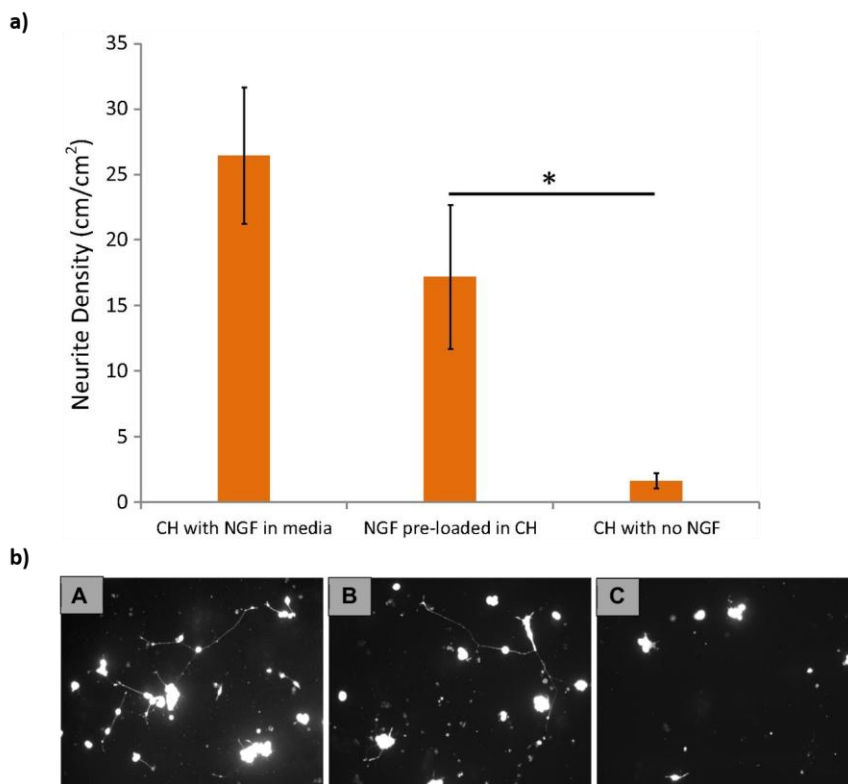 a)
35
30
25
20
15
10
5
0
Neurite Density (cm/cm²)
*
CH with NGF in media
NGF pre-loaded in CH
CH with no NGF
b)
A
B
C